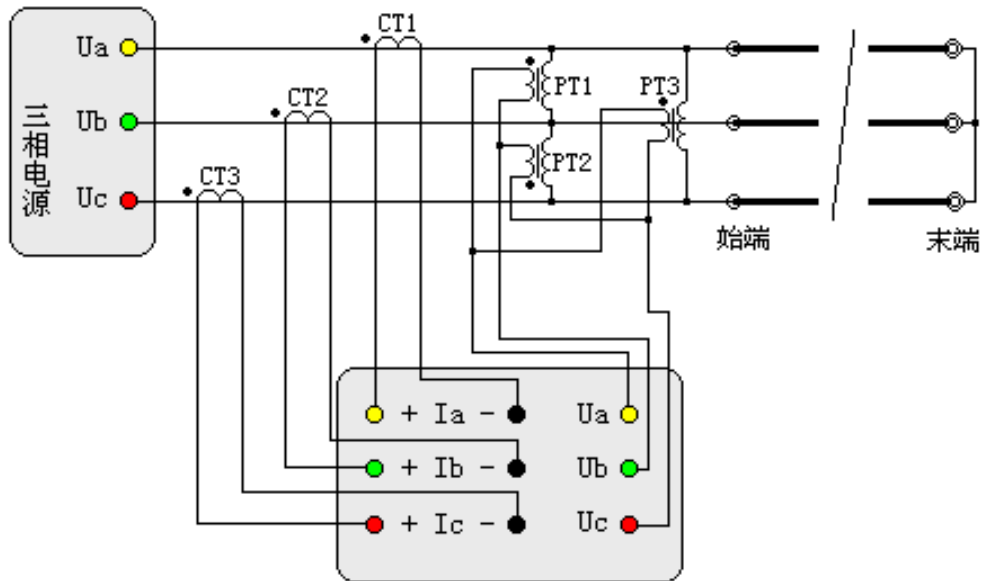 CT1
Ua
CT2
PT1
PT3
三相电源
Ub
PT2
CT3
Uc
始端
末端
+ Ia - Ua
+ Ib - Ub
+ Ic - Uc